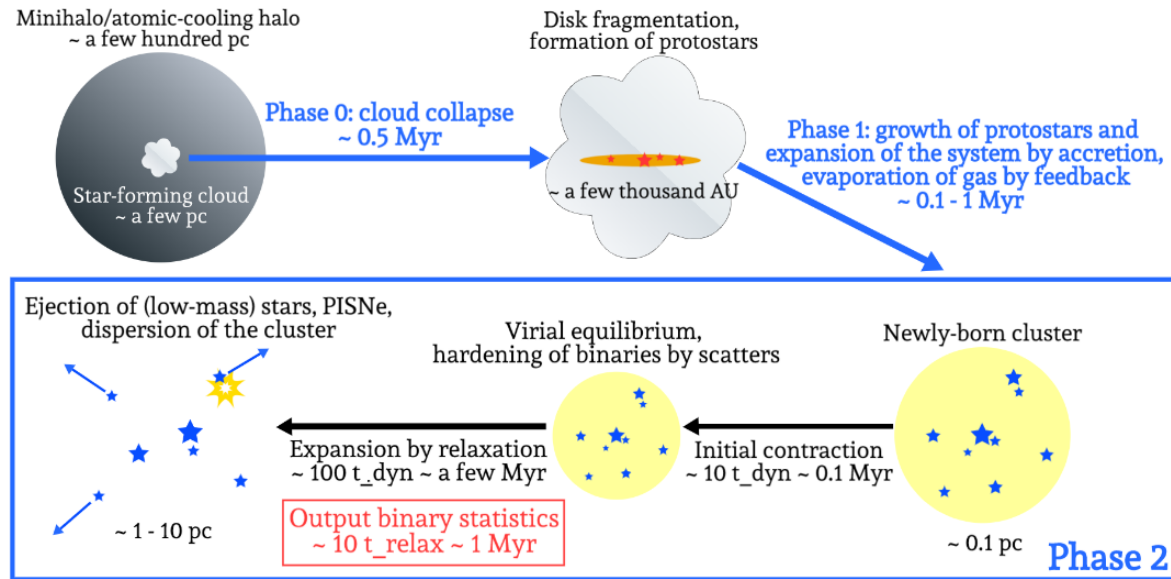 Minihalo/atomic-cooling halo
~ a few hundred pc
Star-forming cloud
~ a few pc
Phase 0: cloud collapse
~ 0.5 Myr
Disk fragmentation,
formation of protostars
~ a few thousand AU
Phase 1: growth of protostars and
expansion of the system by accretion,
evaporation of gas by feedback
~ 0.1 - 1 Myr
Newly-born cluster
~ 0.1 pc
Initial contraction
~ 10 t_dyn ~ 0.1 Myr
Virial equilibrium,
hardening of binaries by scatters
Expansion by relaxation
~ 100 t_dyn ~ a few Myr
Output binary statistics
~ 10 t_relax ~ 1 Myr
Ejection of (low-mass) stars, PISNe,
dispersion of the cluster
~ 1 - 10 pc
Phase 2